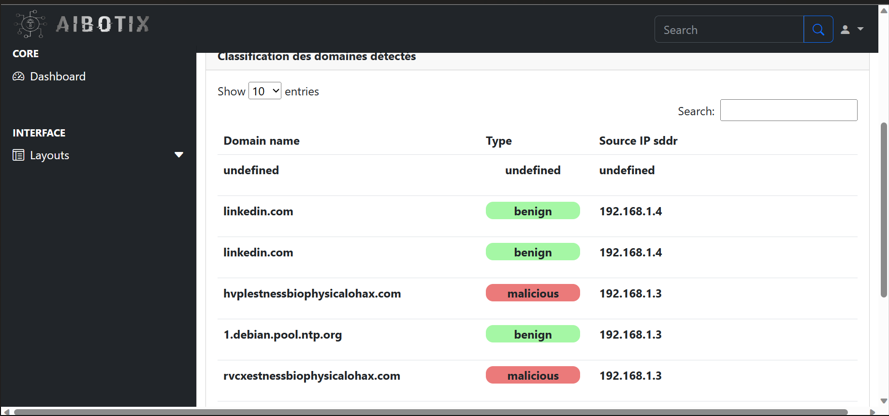 AIBOTIX
Search
CORE
Dashboard
INTERFACE
Layouts
Classification des domaines detectes
Show 10 entries
Search:
Domain name Type Source IP sddr
undefined undefined undefined
linkedin.com benign 192.168.1.4
linkedin.com benign 192.168.1.4
hvplestnessbiophysicalohax.com malicious 192.168.1.3
1.debian.pool.ntp.org benign 192.168.1.3
rvcxestnessbiophysicalohax.com malicious 192.168.1.3